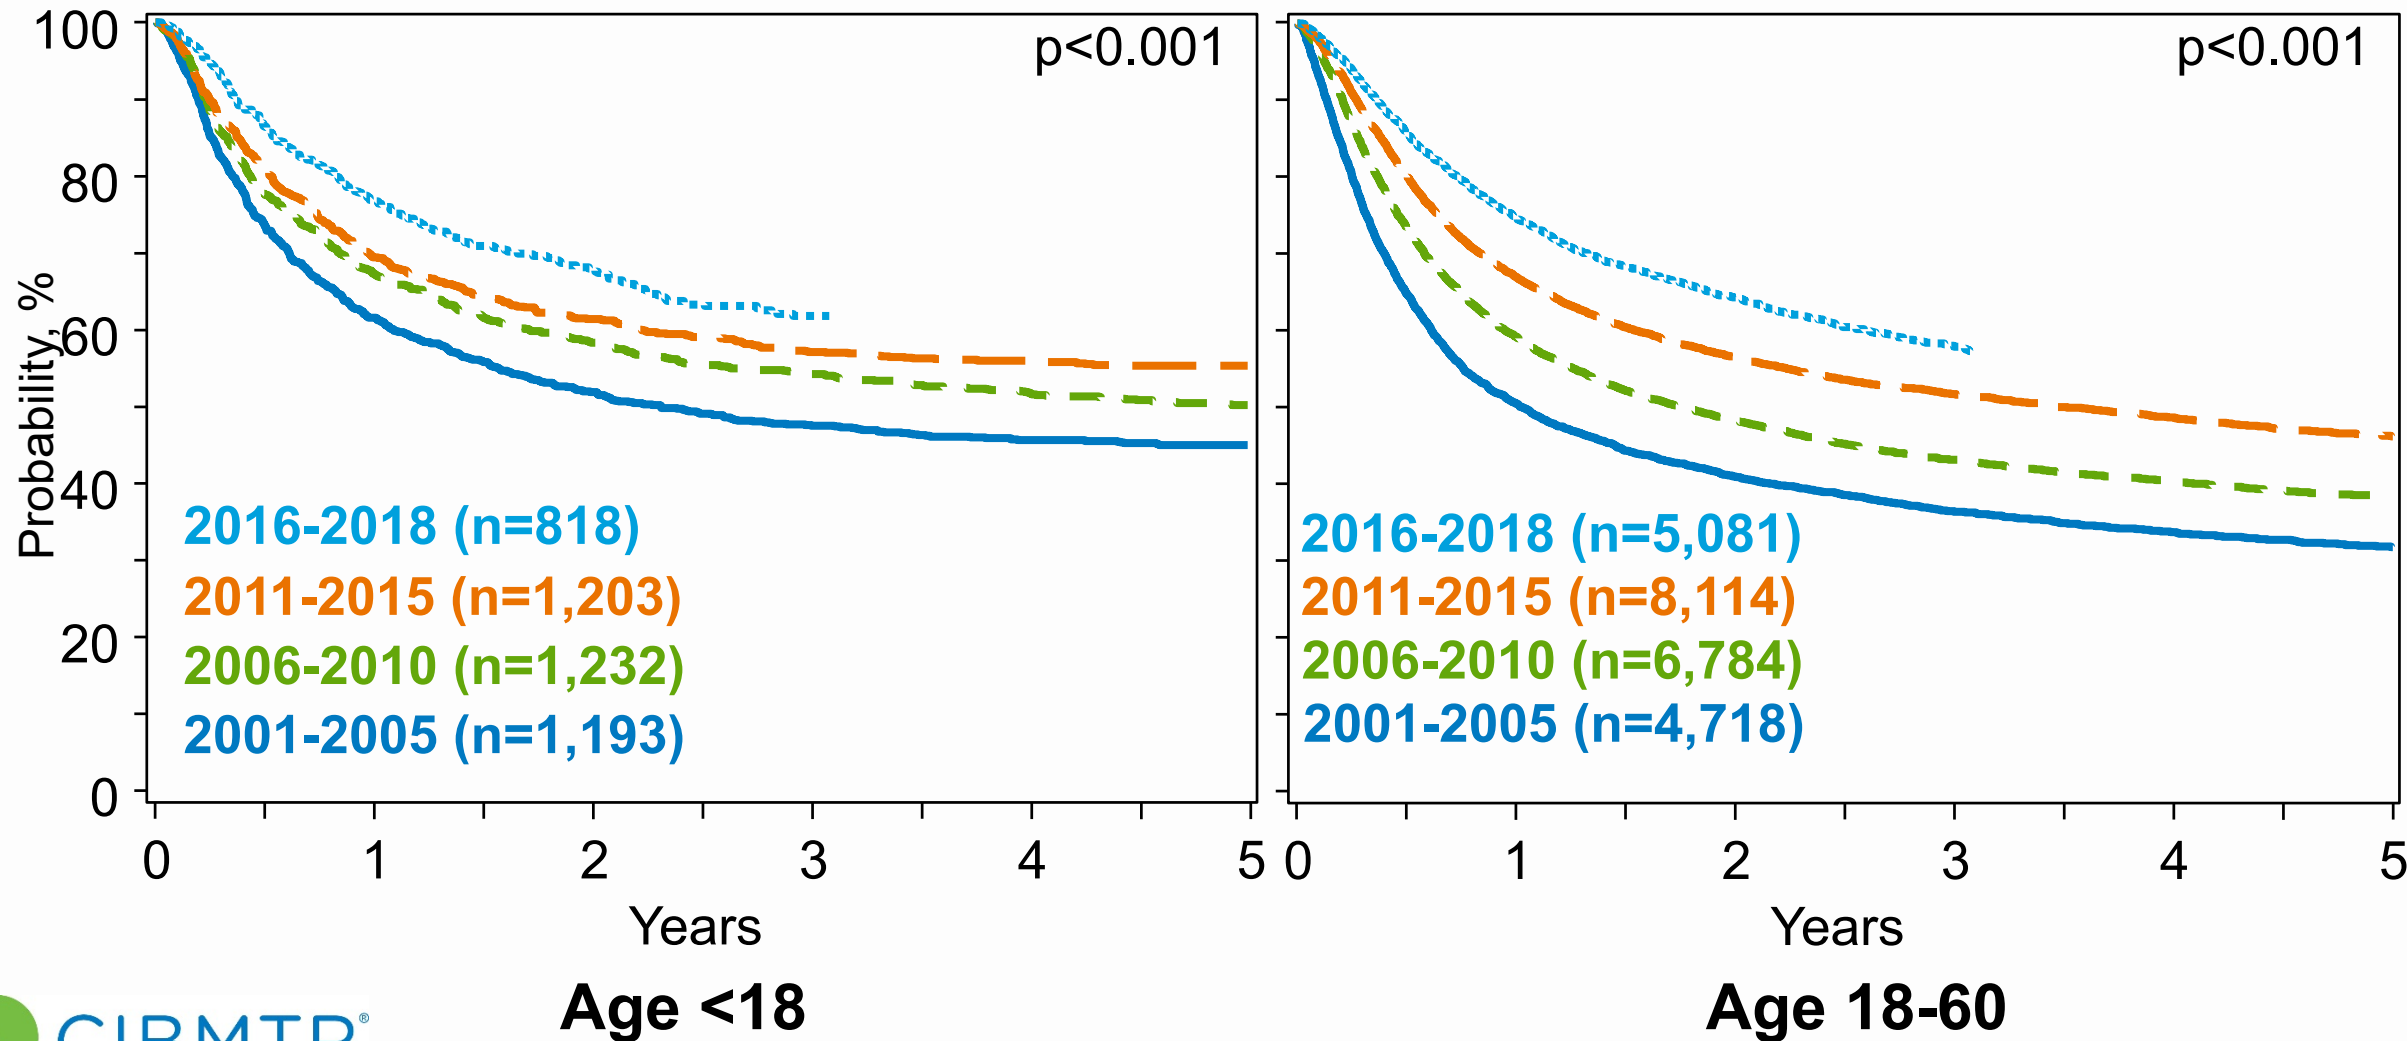 Probability, %
100
80
60
40
20
0
p<0.001
2016-2018 (n=818)
2011-2015 (n=1,203)
2006-2010 (n=1,232)
2001-2005 (n=1,193)
0 1 2 3 4 5
Years
Age <18
p<0.001
2016-2018 (n=5,081)
2011-2015 (n=8,114)
2006-2010 (n=6,784)
2001-2005 (n=4,718)
0 1 2 3 4 5
Years
Age 18-60
CIBMTR®